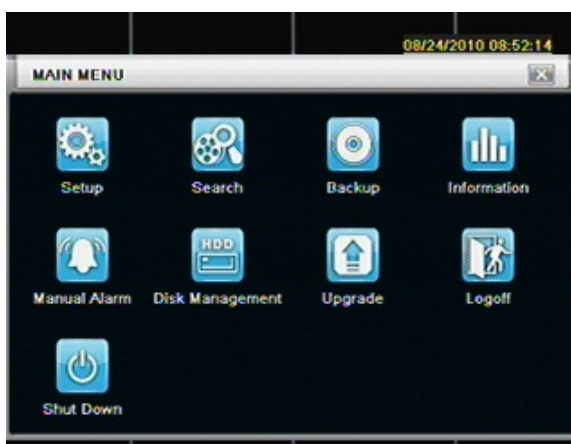 08/24/2010 08:52:14
MAIN MENU
Setup Search Backup Information
HDD
Manual Alarm Disk Management Upgrade Logoff
Shut Down